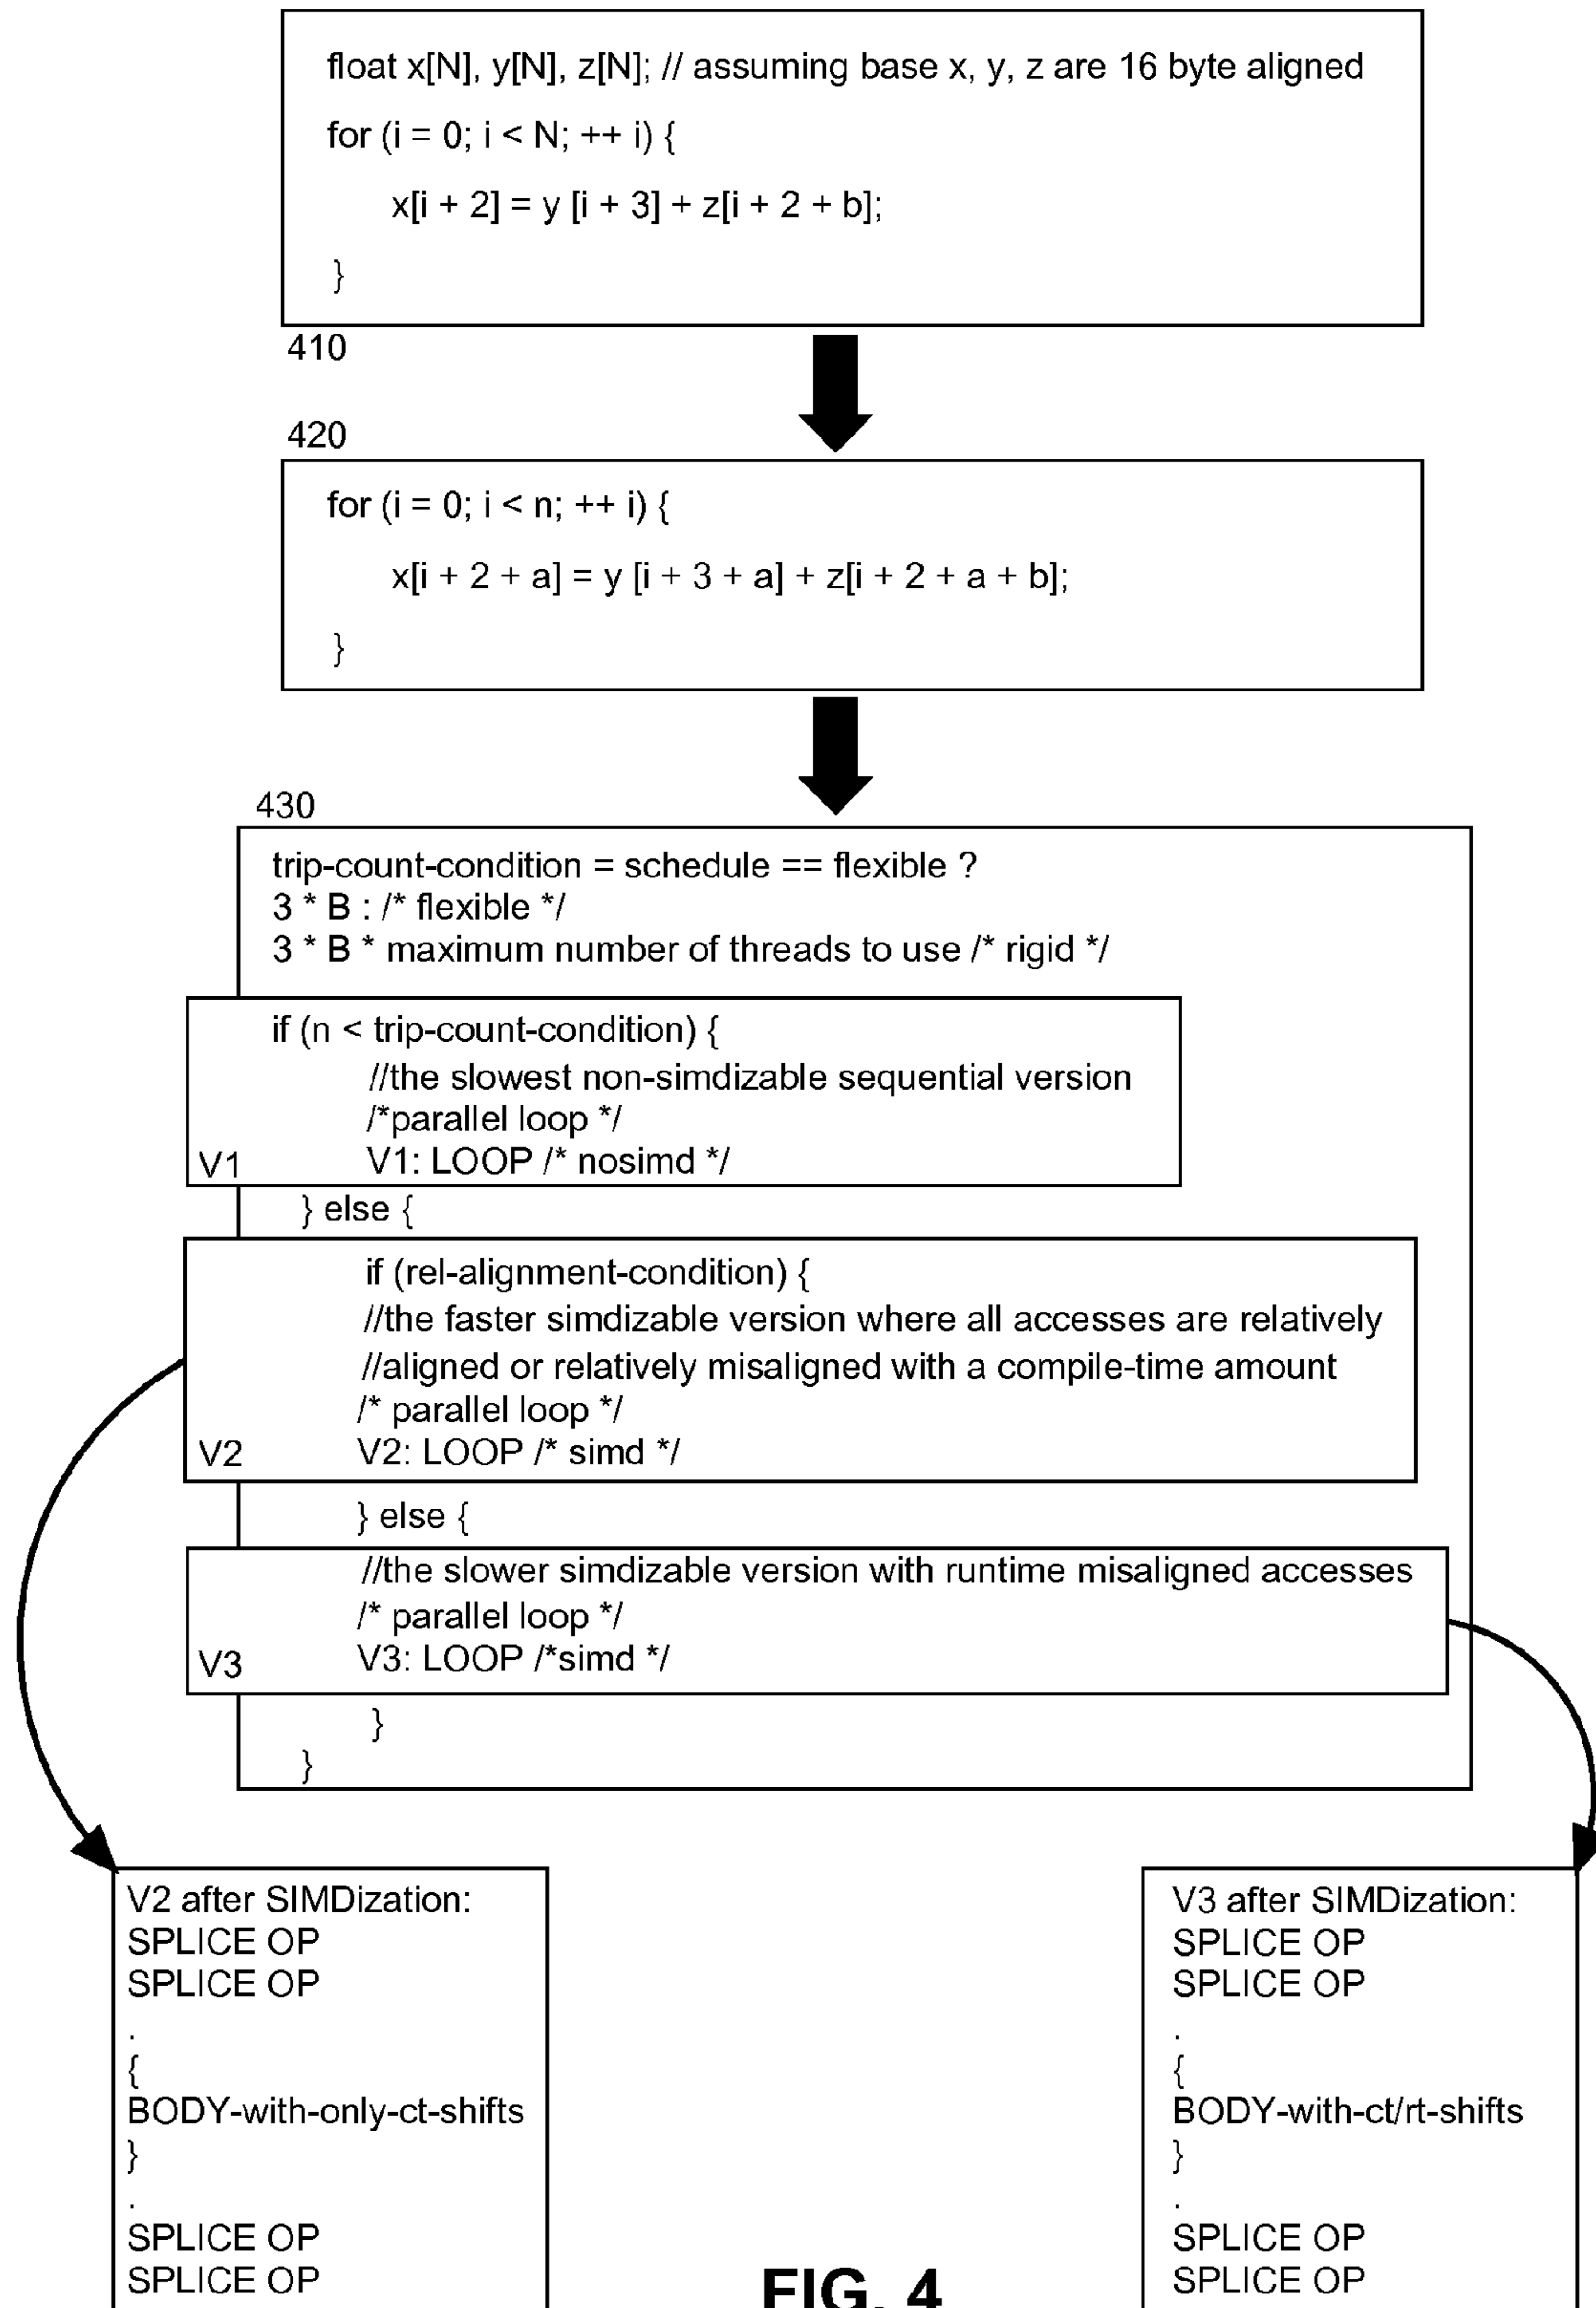 float x[N], y[N], z[N]; // assuming base x, y, z are 16 byte aligned
for (i = 0; i < N; ++ i) {
x[i + 2] = y [i + 3] + z[i + 2 + b];
}
410
420
for (i = 0; i < n; ++ i) {
x[i + 2 + a] = y [i + 3 + a] + z[i + 2 + a + b];
}
430
trip-count-condition = schedule == flexible ?
3 * B : /* flexible */
3 * B * maximum number of threads to use /* rigid */
if (n < trip-count-condition) {
//the slowest non-simdizable sequential version
/*parallel loop */
V1 V1: LOOP /* nosimd */
} else {
if (rel-alignment-condition) {
//the faster simdizable version where all accesses are relatively
//aligned or relatively misaligned with a compile-time amount
/* parallel loop */
V2 V2: LOOP /* simd */
} else {
//the slower simdizable version with runtime misaligned accesses
/* parallel loop */
V3 V3: LOOP /*simd */
}
}
V2 after SIMDization:
SPLICE OP
SPLICE OP
.
{
BODY-with-only-ct-shifts
}
.
SPLICE OP
SPLICE OP
V3 after SIMDization:
SPLICE OP
SPLICE OP
.
{
BODY-with-ct/rt-shifts
}
.
SPLICE OP
SPLICE OP
FIG. 4